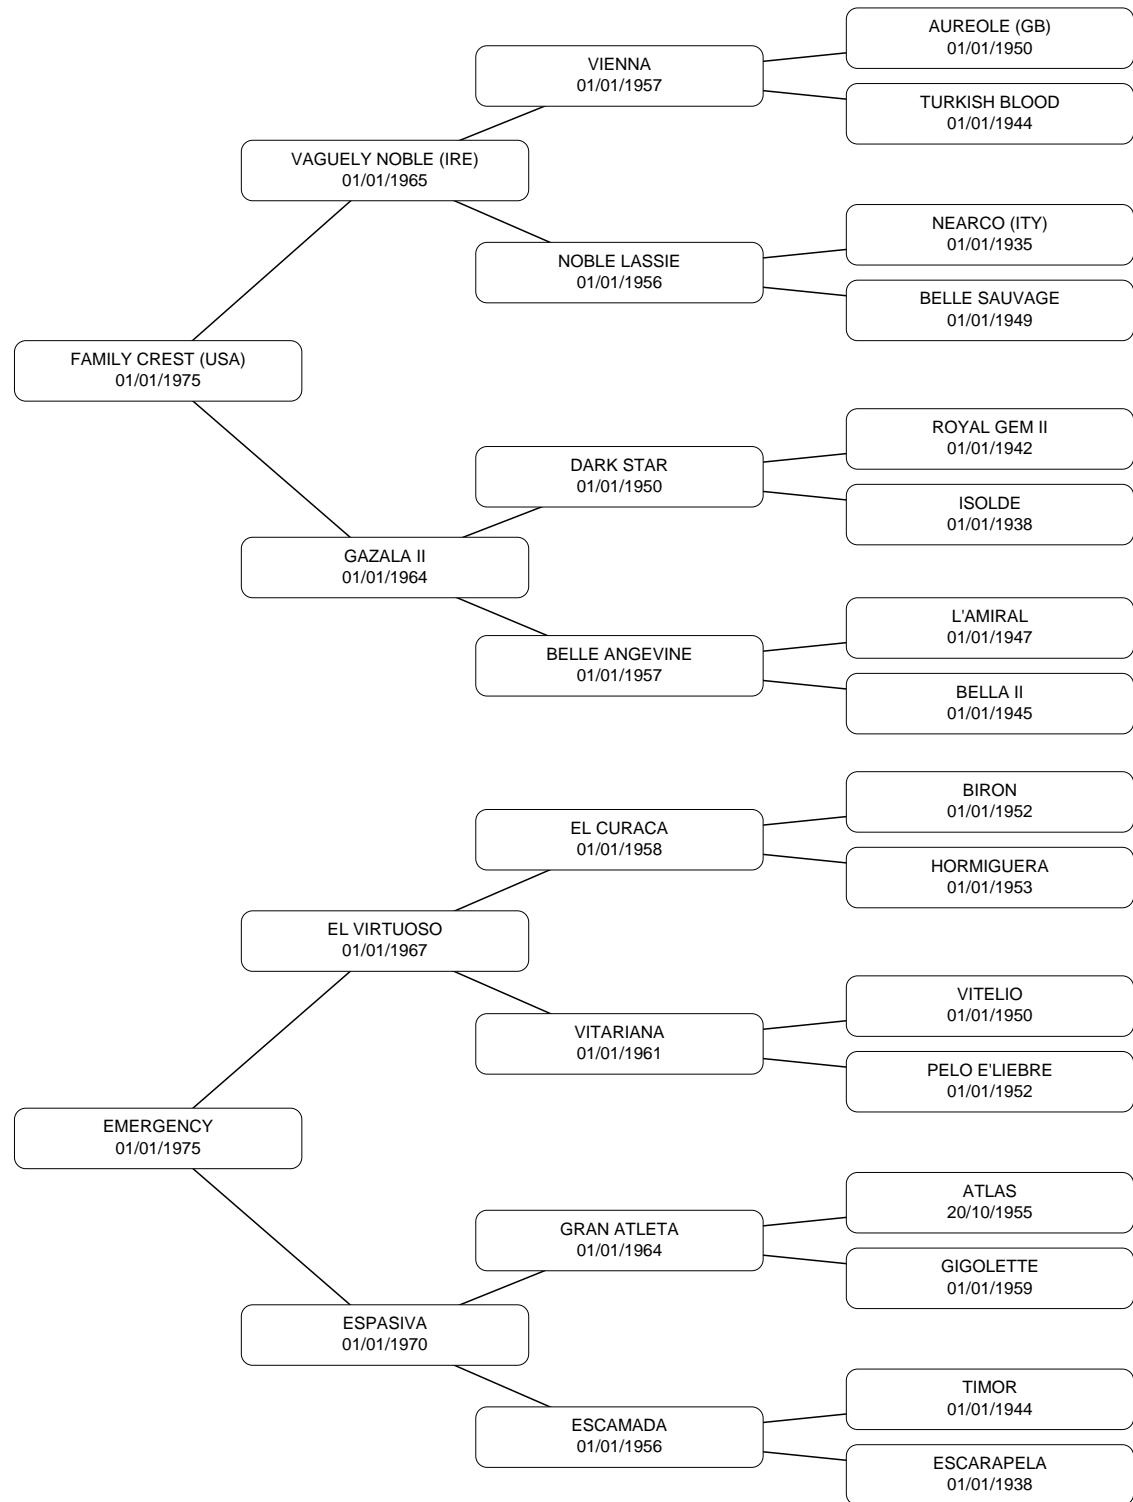 AUREOLE (GB)
01/01/1950
VIENNA
01/01/1957
TURKISH BLOOD
01/01/1944
VAGUELY NOBLE (IRE)
01/01/1965
NEARCO (ITY)
01/01/1935
NOBLE LASSIE
01/01/1956
BELLE SAUVAGE
01/01/1949
FAMILY CREST (USA)
01/01/1975
ROYAL GEM II
01/01/1942
DARK STAR
01/01/1950
ISOLDE
01/01/1938
GAZALA II
01/01/1964
L'AMIRAL
01/01/1947
BELLE ANGEVINE
01/01/1957
BELLA II
01/01/1945
BIRON
01/01/1952
EL CURACA
01/01/1958
HORMIGUERA
01/01/1953
EL VIRTUOSO
01/01/1967
VITELIO
01/01/1950
VITARIANA
01/01/1961
PELO E'LIEBRE
01/01/1952
EMERGENCY
01/01/1975
ATLAS
20/10/1955
GRAN ATLETA
01/01/1964
GIGOLETTE
01/01/1959
ESPASIVA
01/01/1970
TIMOR
01/01/1944
ESCAMADA
01/01/1956
ESCARAPELA
01/01/1938